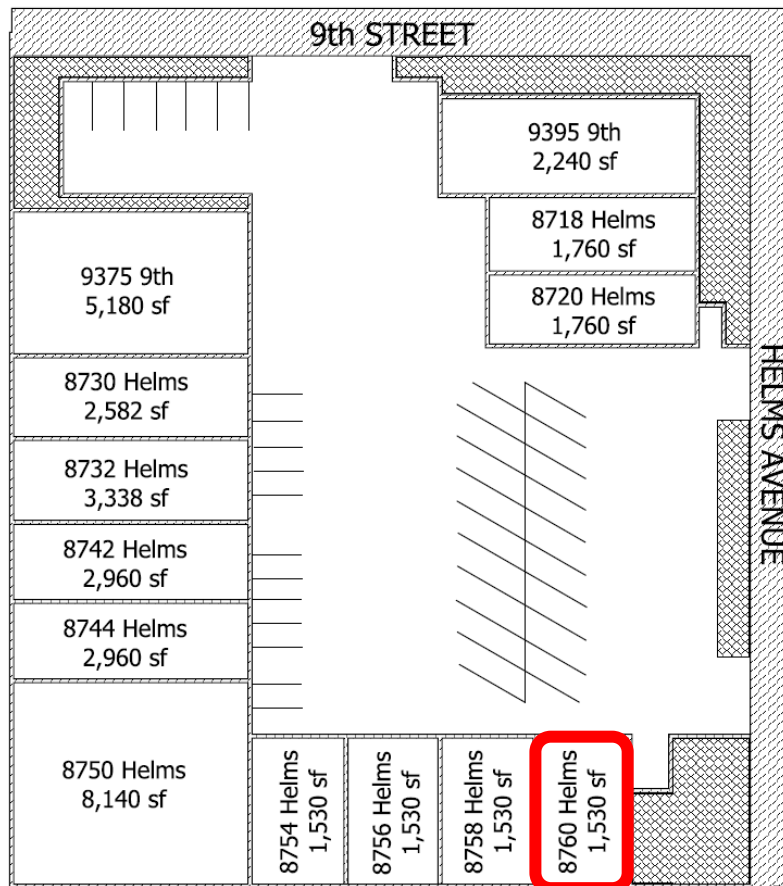 9th STREET
9395 9th
2,240 sf
8718 Helms
1,760 sf
8720 Helms
1,760 sf
9375 9th
5,180 sf
8730 Helms
2,582 sf
8732 Helms
3,338 sf
8742 Helms
2,960 sf
8744 Helms
2,960 sf
8750 Helms
8,140 sf
8754 Helms
1,530 sf
8756 Helms
1,530 sf
8758 Helms
1,530 sf
8760 Helms
1,530 sf
HELMS AVENUE